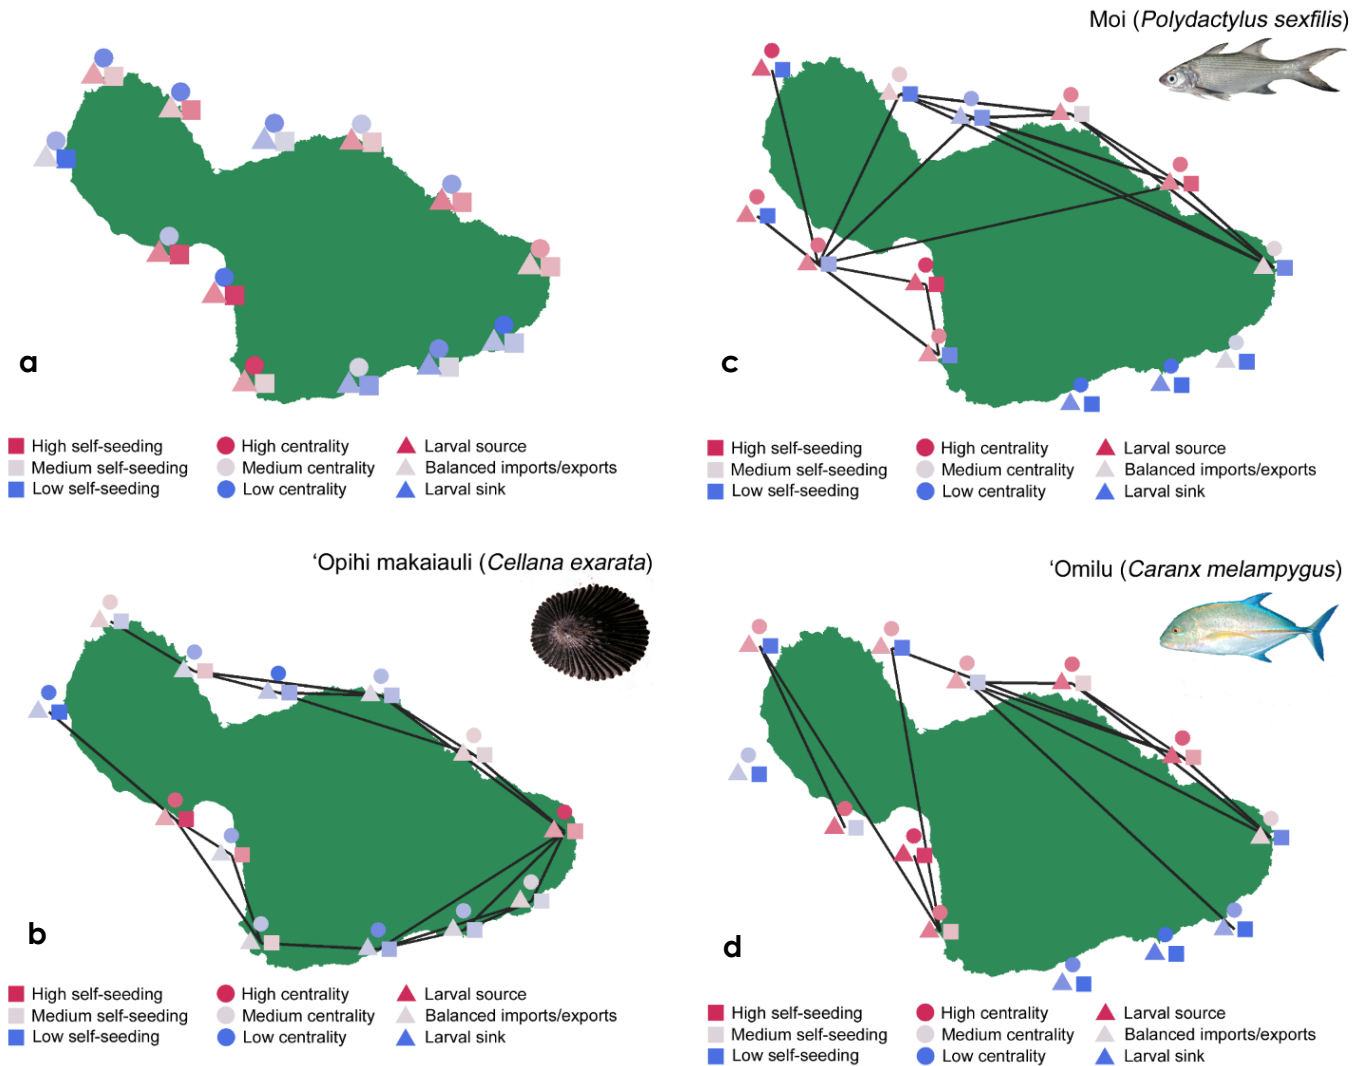 a
High self-seeding
High centrality
Larval source
Medium self-seeding
Medium centrality
Balanced imports/exports
Low self-seeding
Low centrality
Larval sink
Moi (Polydactylus sexfilis)
c
High self-seeding
High centrality
Larval source
Medium self-seeding
Medium centrality
Balanced imports/exports
Low self-seeding
Low centrality
Larval sink
‘Opihi makaiauli (Cellana exarata)
b
High self-seeding
High centrality
Larval source
Medium self-seeding
Medium centrality
Balanced imports/exports
Low self-seeding
Low centrality
Larval sink
‘Omilu (Caranx melampygus)
d
High self-seeding
High centrality
Larval source
Medium self-seeding
Medium centrality
Balanced imports/exports
Low self-seeding
Low centrality
Larval sink